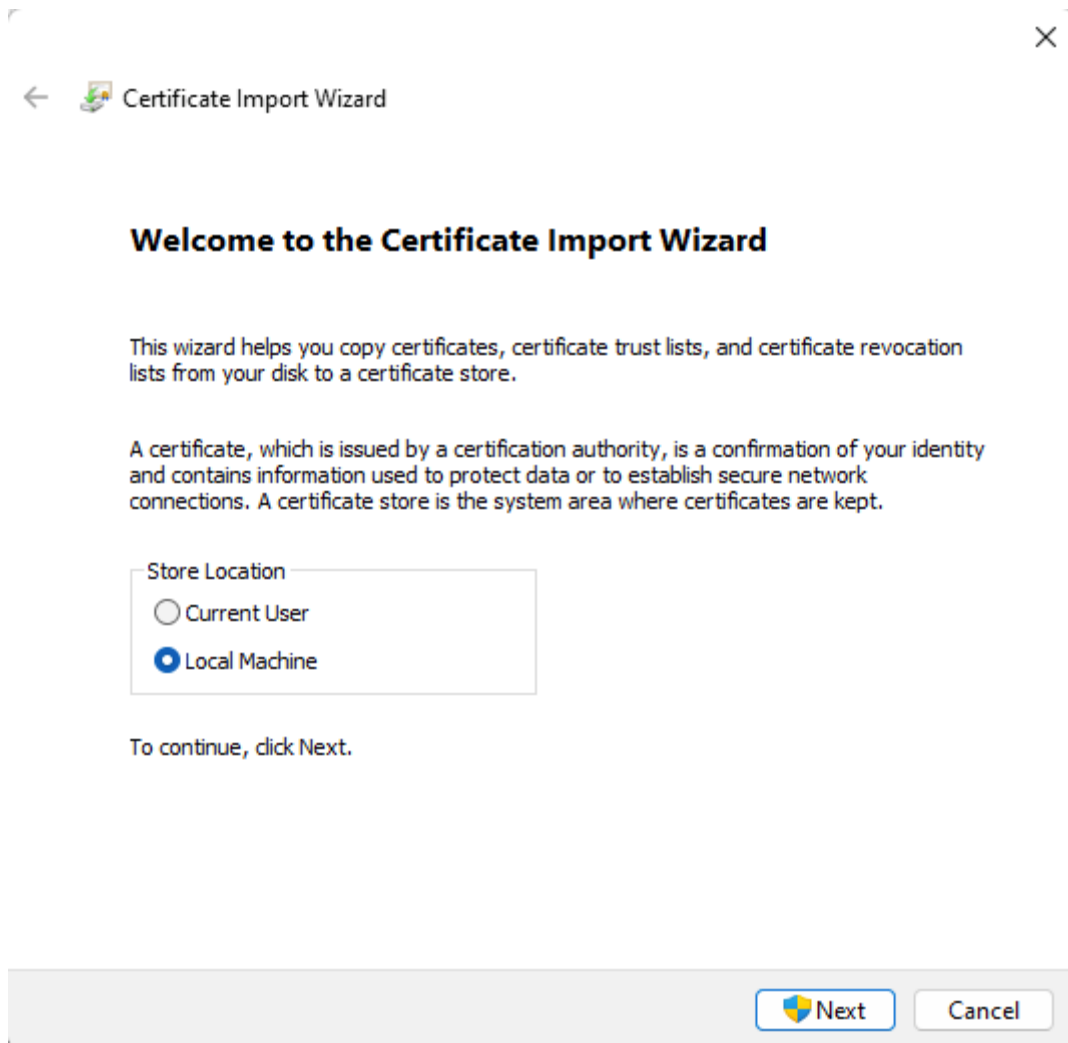 Certificate Import Wizard
Welcome to the Certificate Import Wizard
This wizard helps you copy certificates, certificate trust lists, and certificate revocation
lists from your disk to a certificate store.
A certificate, which is issued by a certification authority, is a confirmation of your identity
and contains information used to protect data or to establish secure network
connections. A certificate store is the system area where certificates are kept.
Store Location
Current User
Local Machine
To continue, click Next.
Next
Cancel